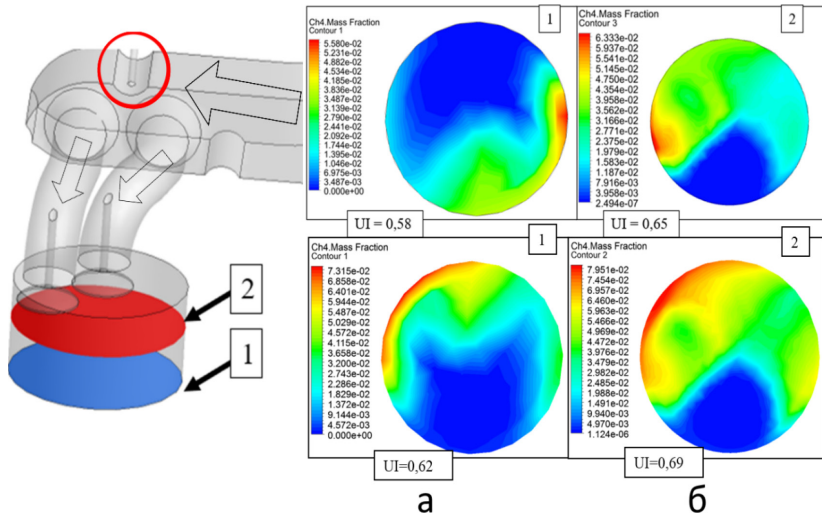 2
1
Ch4.Mass Fraction
Contour 1
5.580e-02
5.231e-02
4.882e-02
4.534e-02
4.185e-02
3.836e-02
3.487e-02
3.139e-02
2.790e-02
2.441e-02
2.092e-02
1.744e-02
1.395e-02
1.046e-02
6.975e-03
3.487e-03
0.000e+00
1
UI = 0,58
Ch4.Mass Fraction
Contour 3
6.333e-02
5.937e-02
5.541e-02
5.145e-02
4.750e-02
4.354e-02
3.958e-02
3.562e-02
3.166e-02
2.771e-02
2.375e-02
1.979e-02
1.583e-02
1.187e-02
7.916e-03
3.958e-03
2.494e-07
2
UI = 0,65
Ch4.Mass Fraction
Contour 1
7.315e-02
6.858e-02
6.401e-02
5.944e-02
5.487e-02
5.029e-02
4.572e-02
4.115e-02
3.658e-02
3.200e-02
2.743e-02
2.286e-02
1.829e-02
1.372e-02
9.144e-03
4.572e-03
0.000e+00
1
UI=0,62
а
Ch4.Mass Fraction
Contour 2
7.951e-02
7.454e-02
6.957e-02
6.460e-02
5.963e-02
5.466e-02
4.969e-02
4.472e-02
3.976e-02
3.479e-02
2.982e-02
2.485e-02
1.988e-02
1.491e-02
9.940e-03
4.970e-03
1.124e-06
2
UI=0,69
б